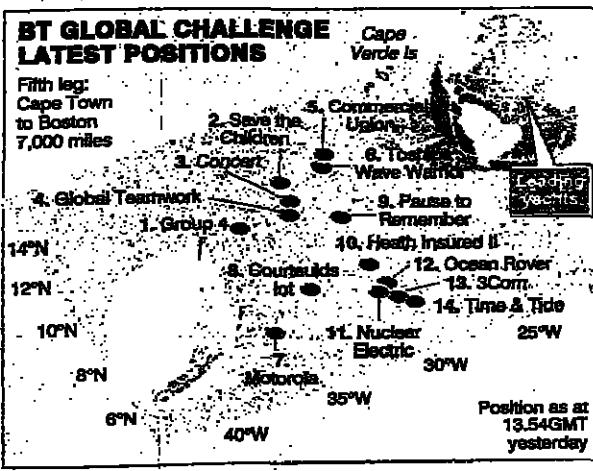 BT GLOBAL CHALLENGE
LATEST POSITIONS
Fifth leg:
Cape Town
to Boston
7,000 miles
Cape
Verde Is
5. Commercial
Union
2. Save the
Children
3. Concert
6.
Wave Warrior
4. Global Teamwork
9. Pause to
Remember
1. Group 4
Leading
yachts
10. Heath Insured II
14°N
8. Courtaulds
Int
12. Ocean Rover
13. 3Com
12°N
14. Time & Tide
11. Nuclear
Electric
10°N
25°W
7.
Motorola
30°W
8°N
35°W
6°N
40°W
Position as at
13.54GMT
yesterday